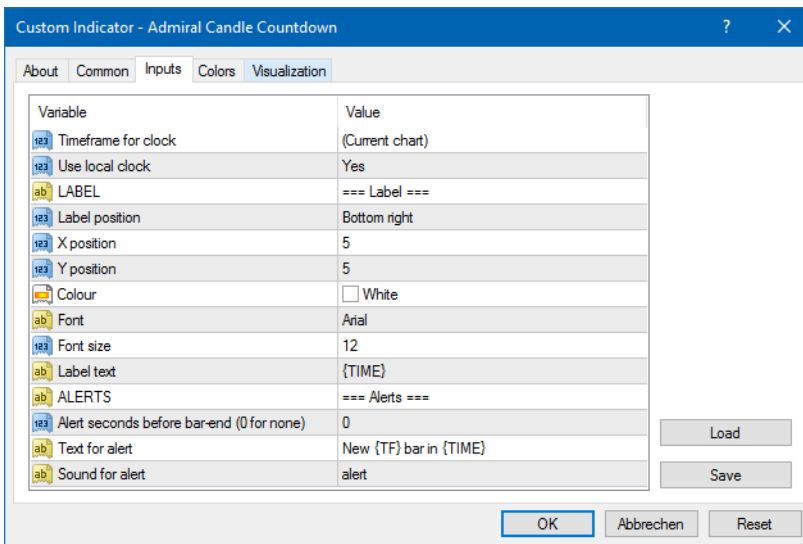 Custom Indicator - Admiral Candle Countdown
About Common Inputs Colors Visualization
Variable Value
Timeframe for clock (Current chart)
Use local clock Yes
LABEL === Label ===
Label position Bottom right
X position 5
Y position 5
Colour White
Font Arial
Font size 12
Label text {TIME}
ALERTS === Alerts ===
Alert seconds before bar-end (0 for none) 0
Text for alert New {TF} bar in {TIME}
Sound for alert alert
Load
Save
OK Abbrechen Reset